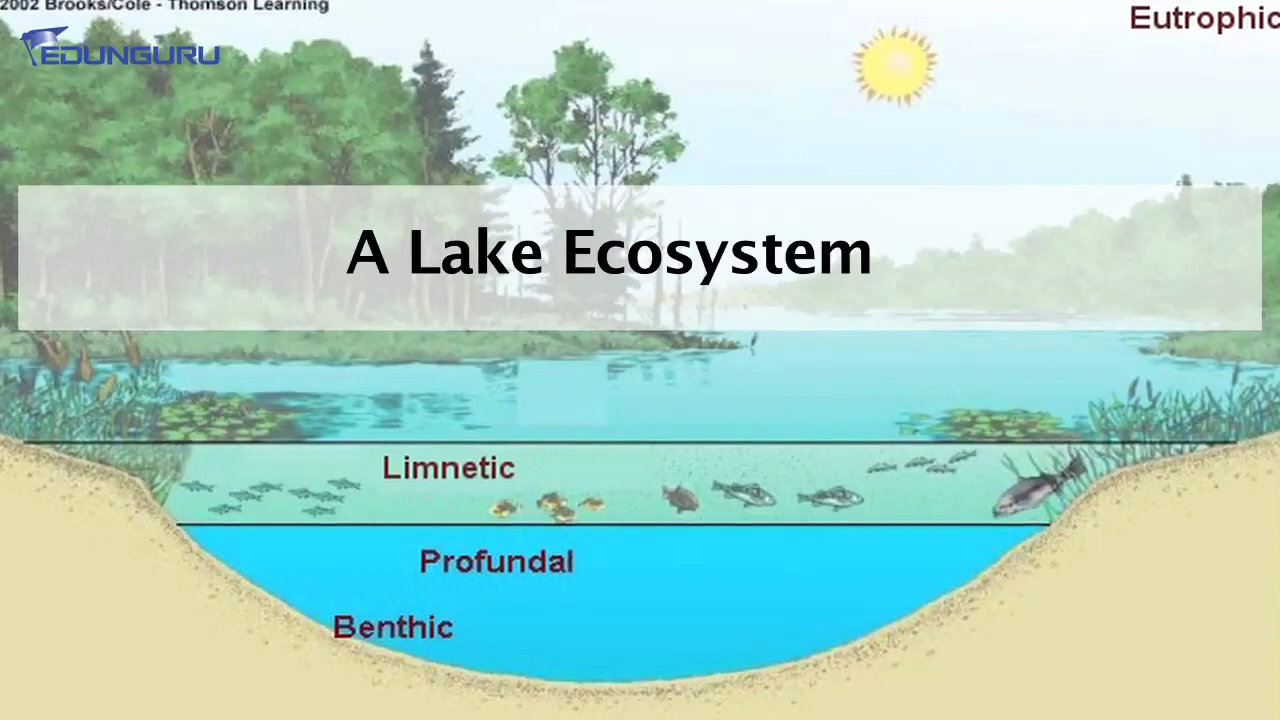 2002 Brooks/Cole - Thomson Learning
Eutrophic
EDUNGURU
A Lake Ecosystem
Limnetic
Profundal
Benthic